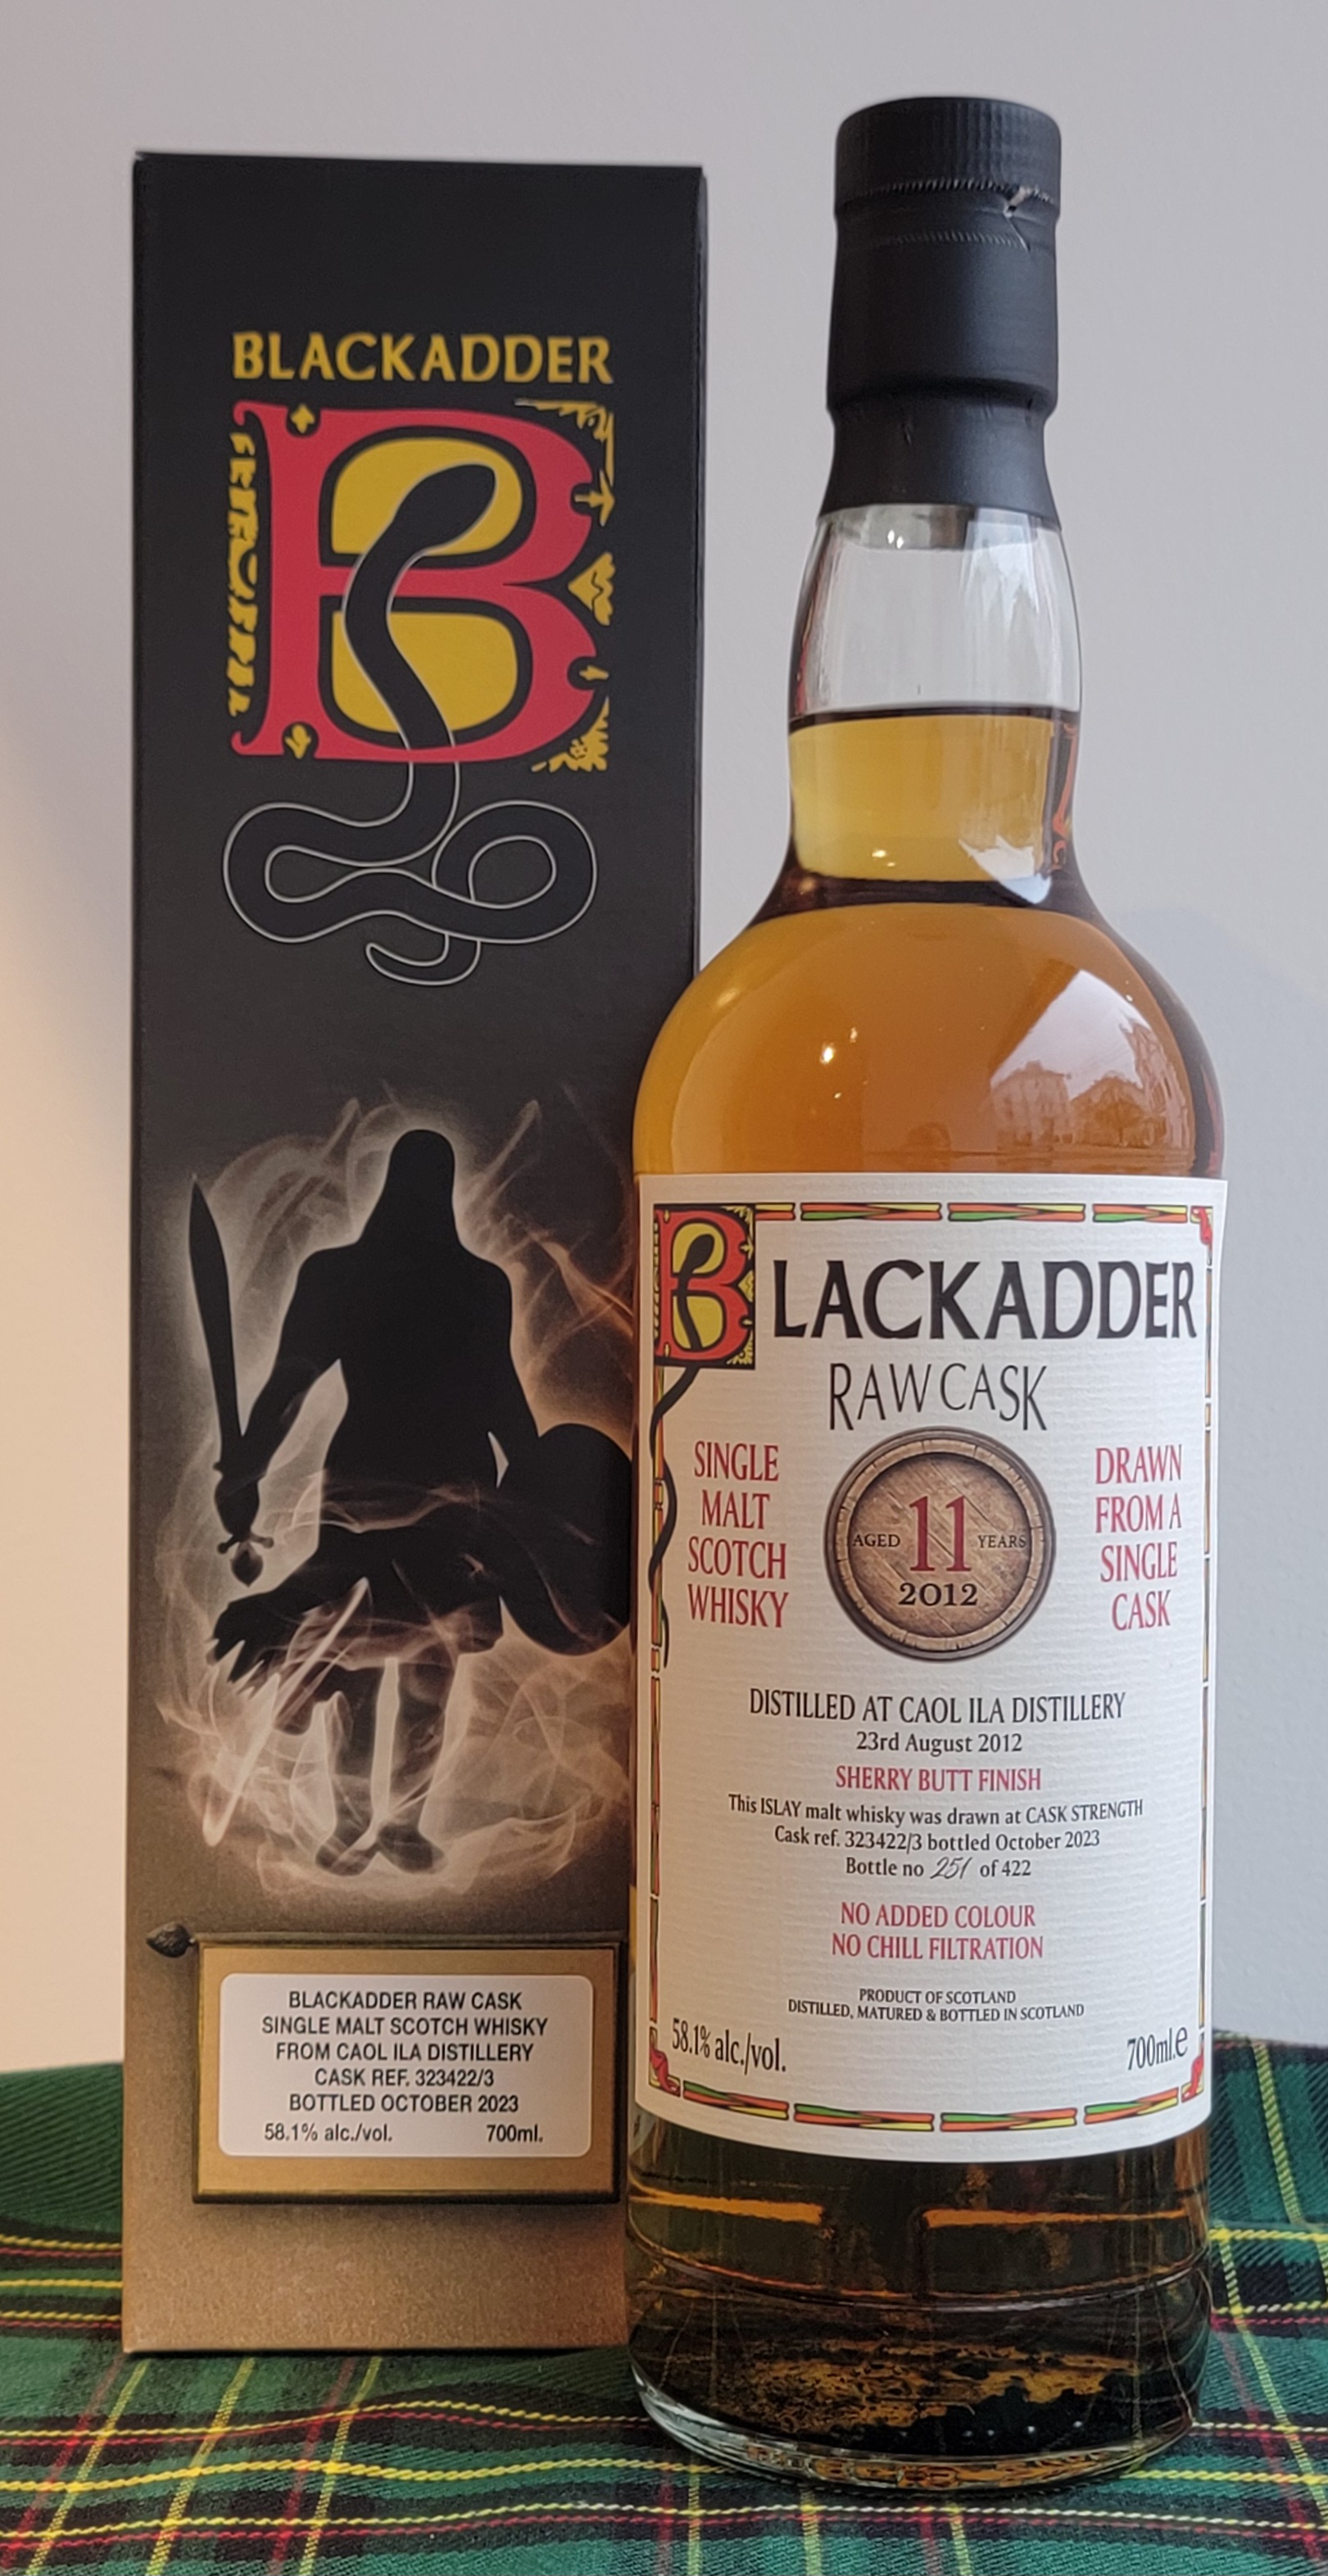 BLACKADDER
B
BLACKADDER RAW CASK
SINGLE MALT SCOTCH WHISKY
FROM CAOL ILA DISTILLERY
CASK REF. 323422/3
BOTTLED OCTOBER 2023
58.1% alc./vol. 700ml.
BLACKADDER
RAW CASK
SINGLE
MALT
SCOTCH
WHISKY
AGED 11 YEARS
2012
DRAWN
FROM A
SINGLE
CASK
DISTILLED AT CAOL ILA DISTILLERY
23rd August 2012
SHERRY BUTT FINISH
This ISLAY malt whisky was drawn at CASK STRENGTH
Cask ref. 323422/3 bottled October 2023
Bottle no 251 of 422
NO ADDED COLOUR
NO CHILL FILTRATION
PRODUCT OF SCOTLAND
DISTILLED, MATURED & BOTTLED IN SCOTLAND
58.1% alc./vol. 700ml.e